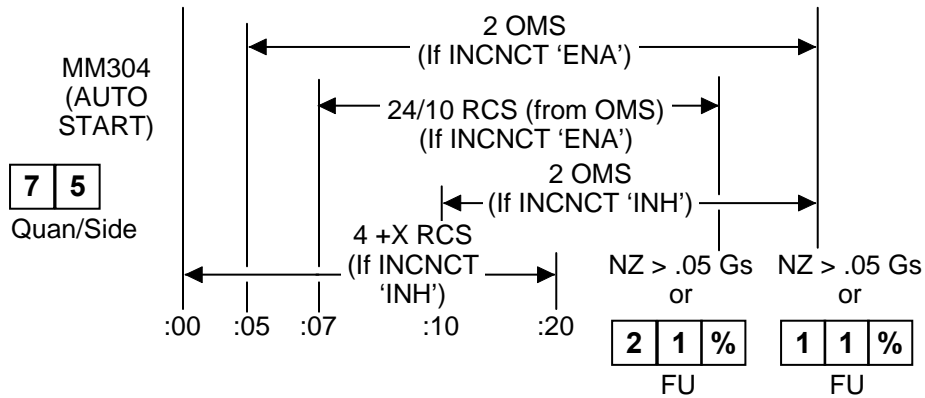 2 OMS
(If INCNCT 'ENA')
MM304
(AUTO
START)
24/10 RCS (from OMS)
(If INCNCT 'ENA')
7 5
Quan/Side
2 OMS
(If INCNCT 'INH')
4 +X RCS
(If INCNCT
'INH')
:00 :05 :07 :10 :20
NZ > .05 Gs
or
2 1 %
FU
NZ > .05 Gs
or
1 1 %
FU